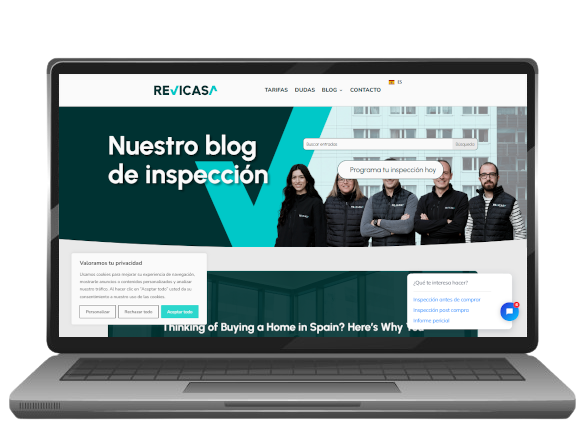 REVICASA
TARIFAS DUDAS BLOG CONTACTO ES
Nuestro blog
de inspección
Buscar entradas
Búsqueda
Programa tu inspección hoy
REVICASA
Valoramos tu privacidad
Usamos cookies para mejorar su experiencia de navegación,
mostrarle anuncios o contenidos personalizados y analizar
nuestro tráfico. Al hacer clic en "Aceptar todo" usted da su
consentimiento a nuestro uso de las cookies.
Personalizar Rechazar todo Aceptar todo
¿Qué te interesa hacer?
Inspección antes de comprar
Inspección post compra
Informe pericial
Thinking of Buying a Home in Spain? Here's Why You